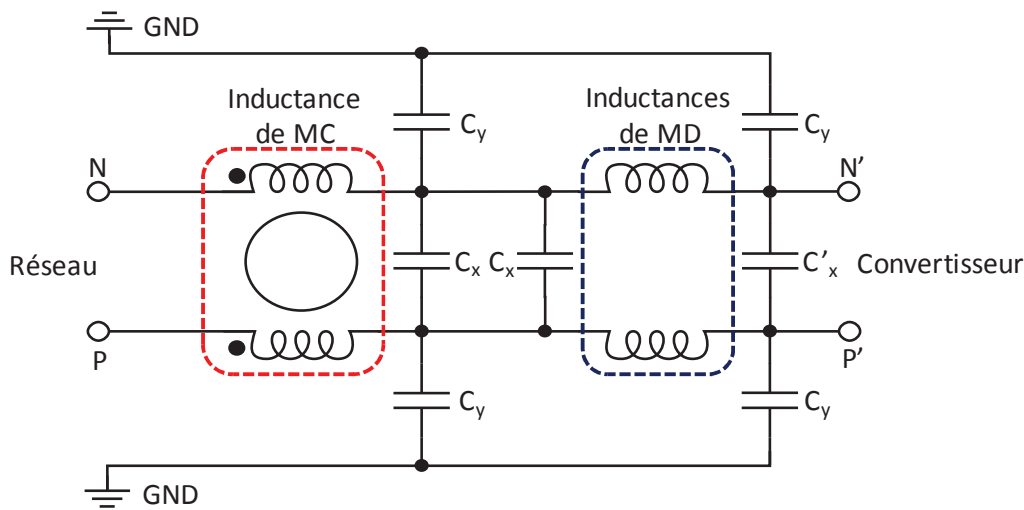 GND
Inductance
de MC
Inductances
de MD
Cy
Cy
N
N'
Réseau
Cx
Cx
C'x
Convertisseur
P
P'
Cy
Cy
GND